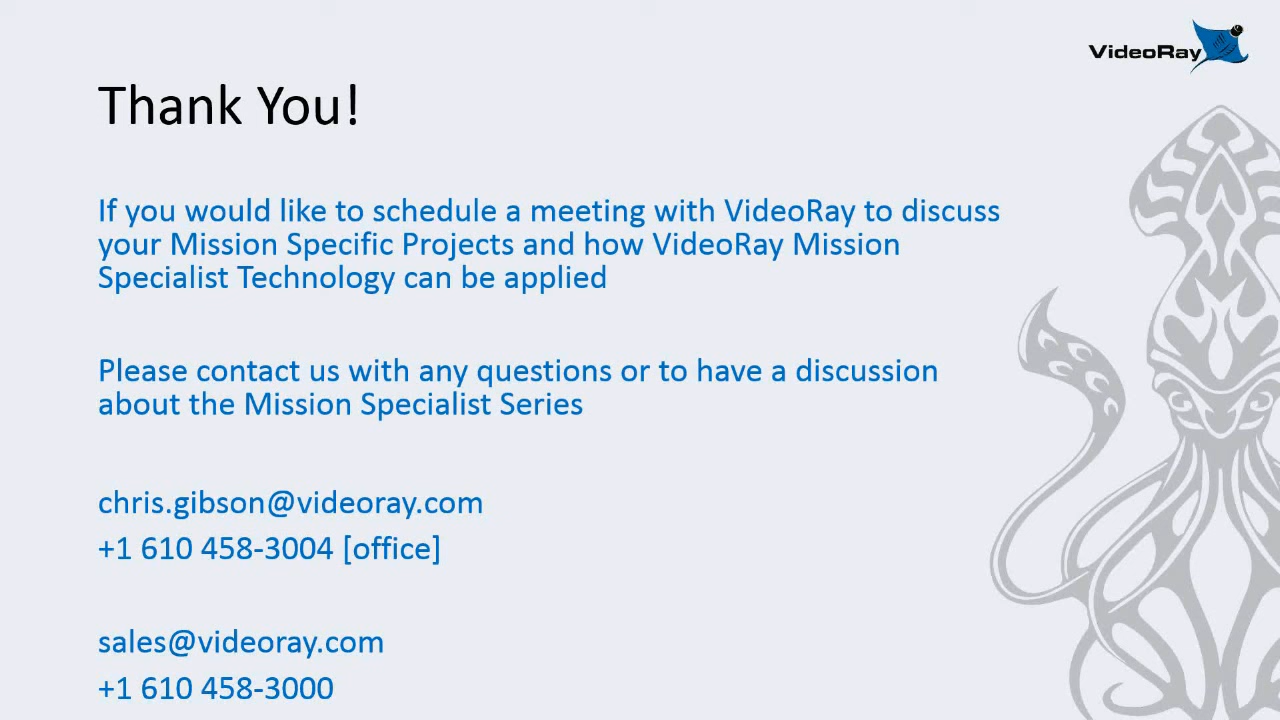 VideoRay
Thank You!
If you would like to schedule a meeting with VideoRay to discuss
your Mission Specific Projects and how VideoRay Mission
Specialist Technology can be applied
Please contact us with any questions or to have a discussion
about the Mission Specialist Series
chris.gibson@videoray.com
+1 610 458-3004 [office]
sales@videoray.com
+1 610 458-3000